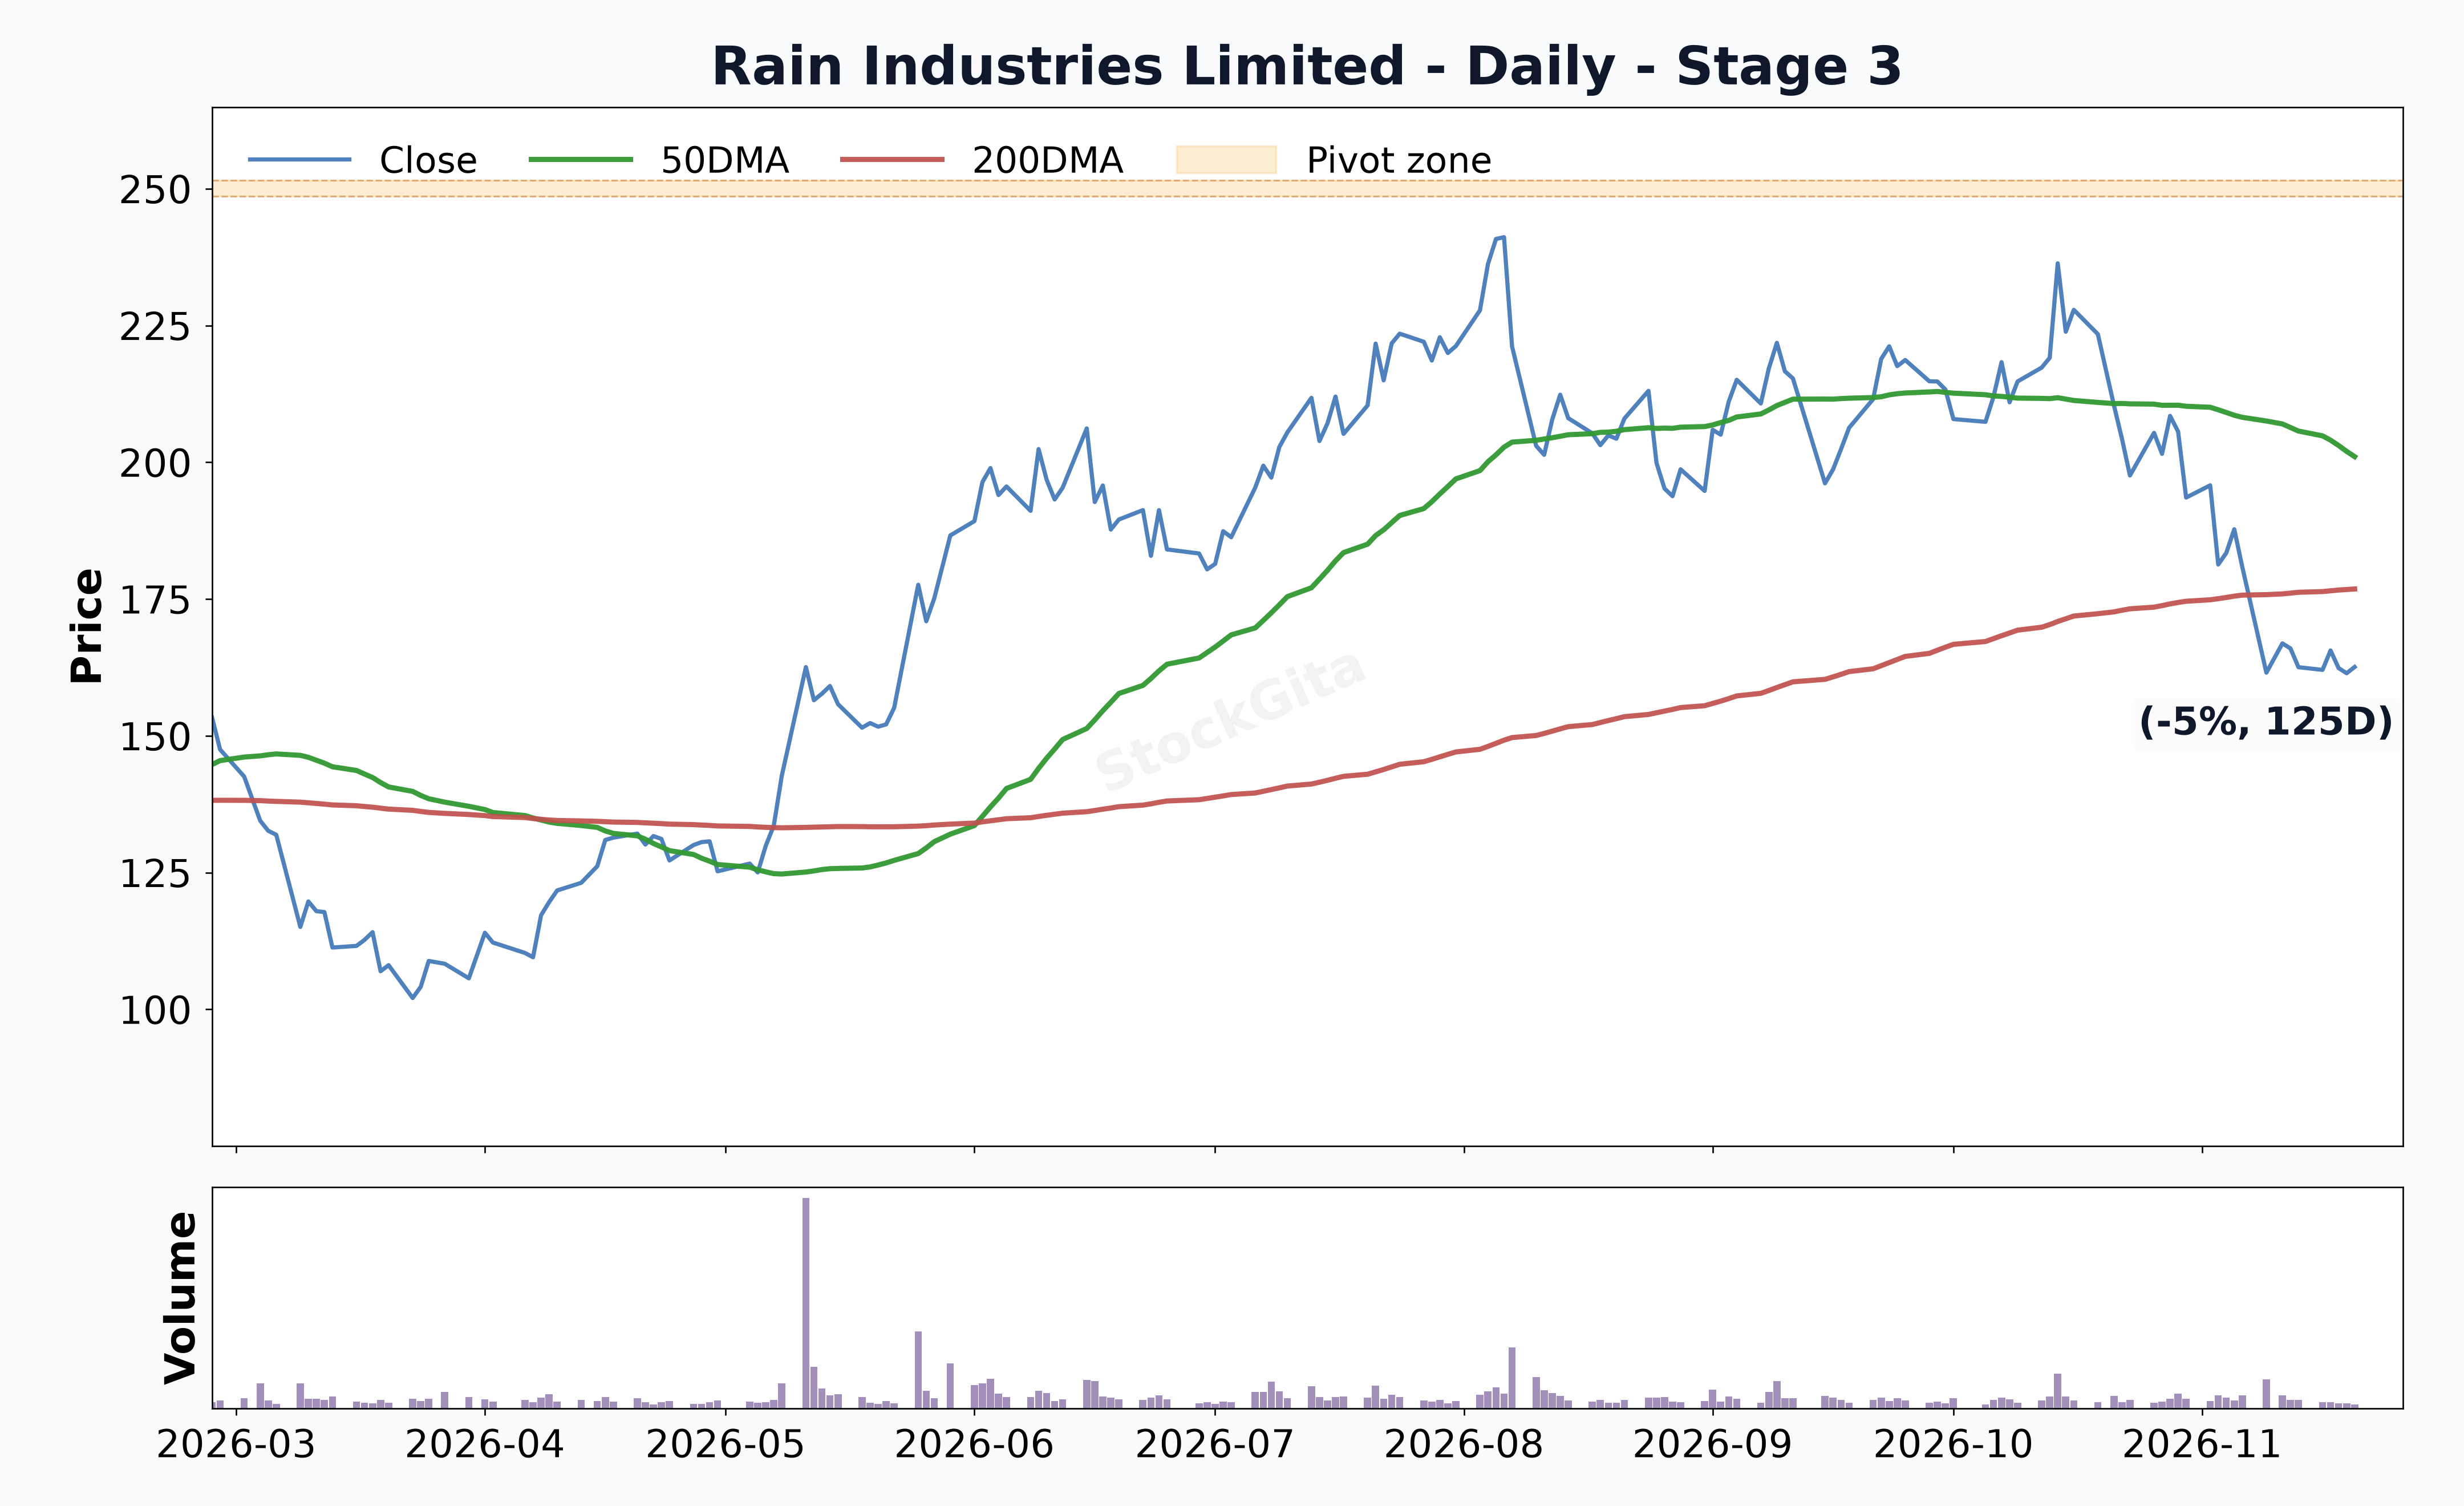 Rain Industries Limited - Daily - Stage 3
Close 50DMA 200DMA Pivot zone
250
225
200
175
150
125
100
Price
StockGita
(-5%, 125D)
Volume
2026-03 2026-04 2026-05 2026-06 2026-07 2026-08 2026-09 2026-10 2026-11